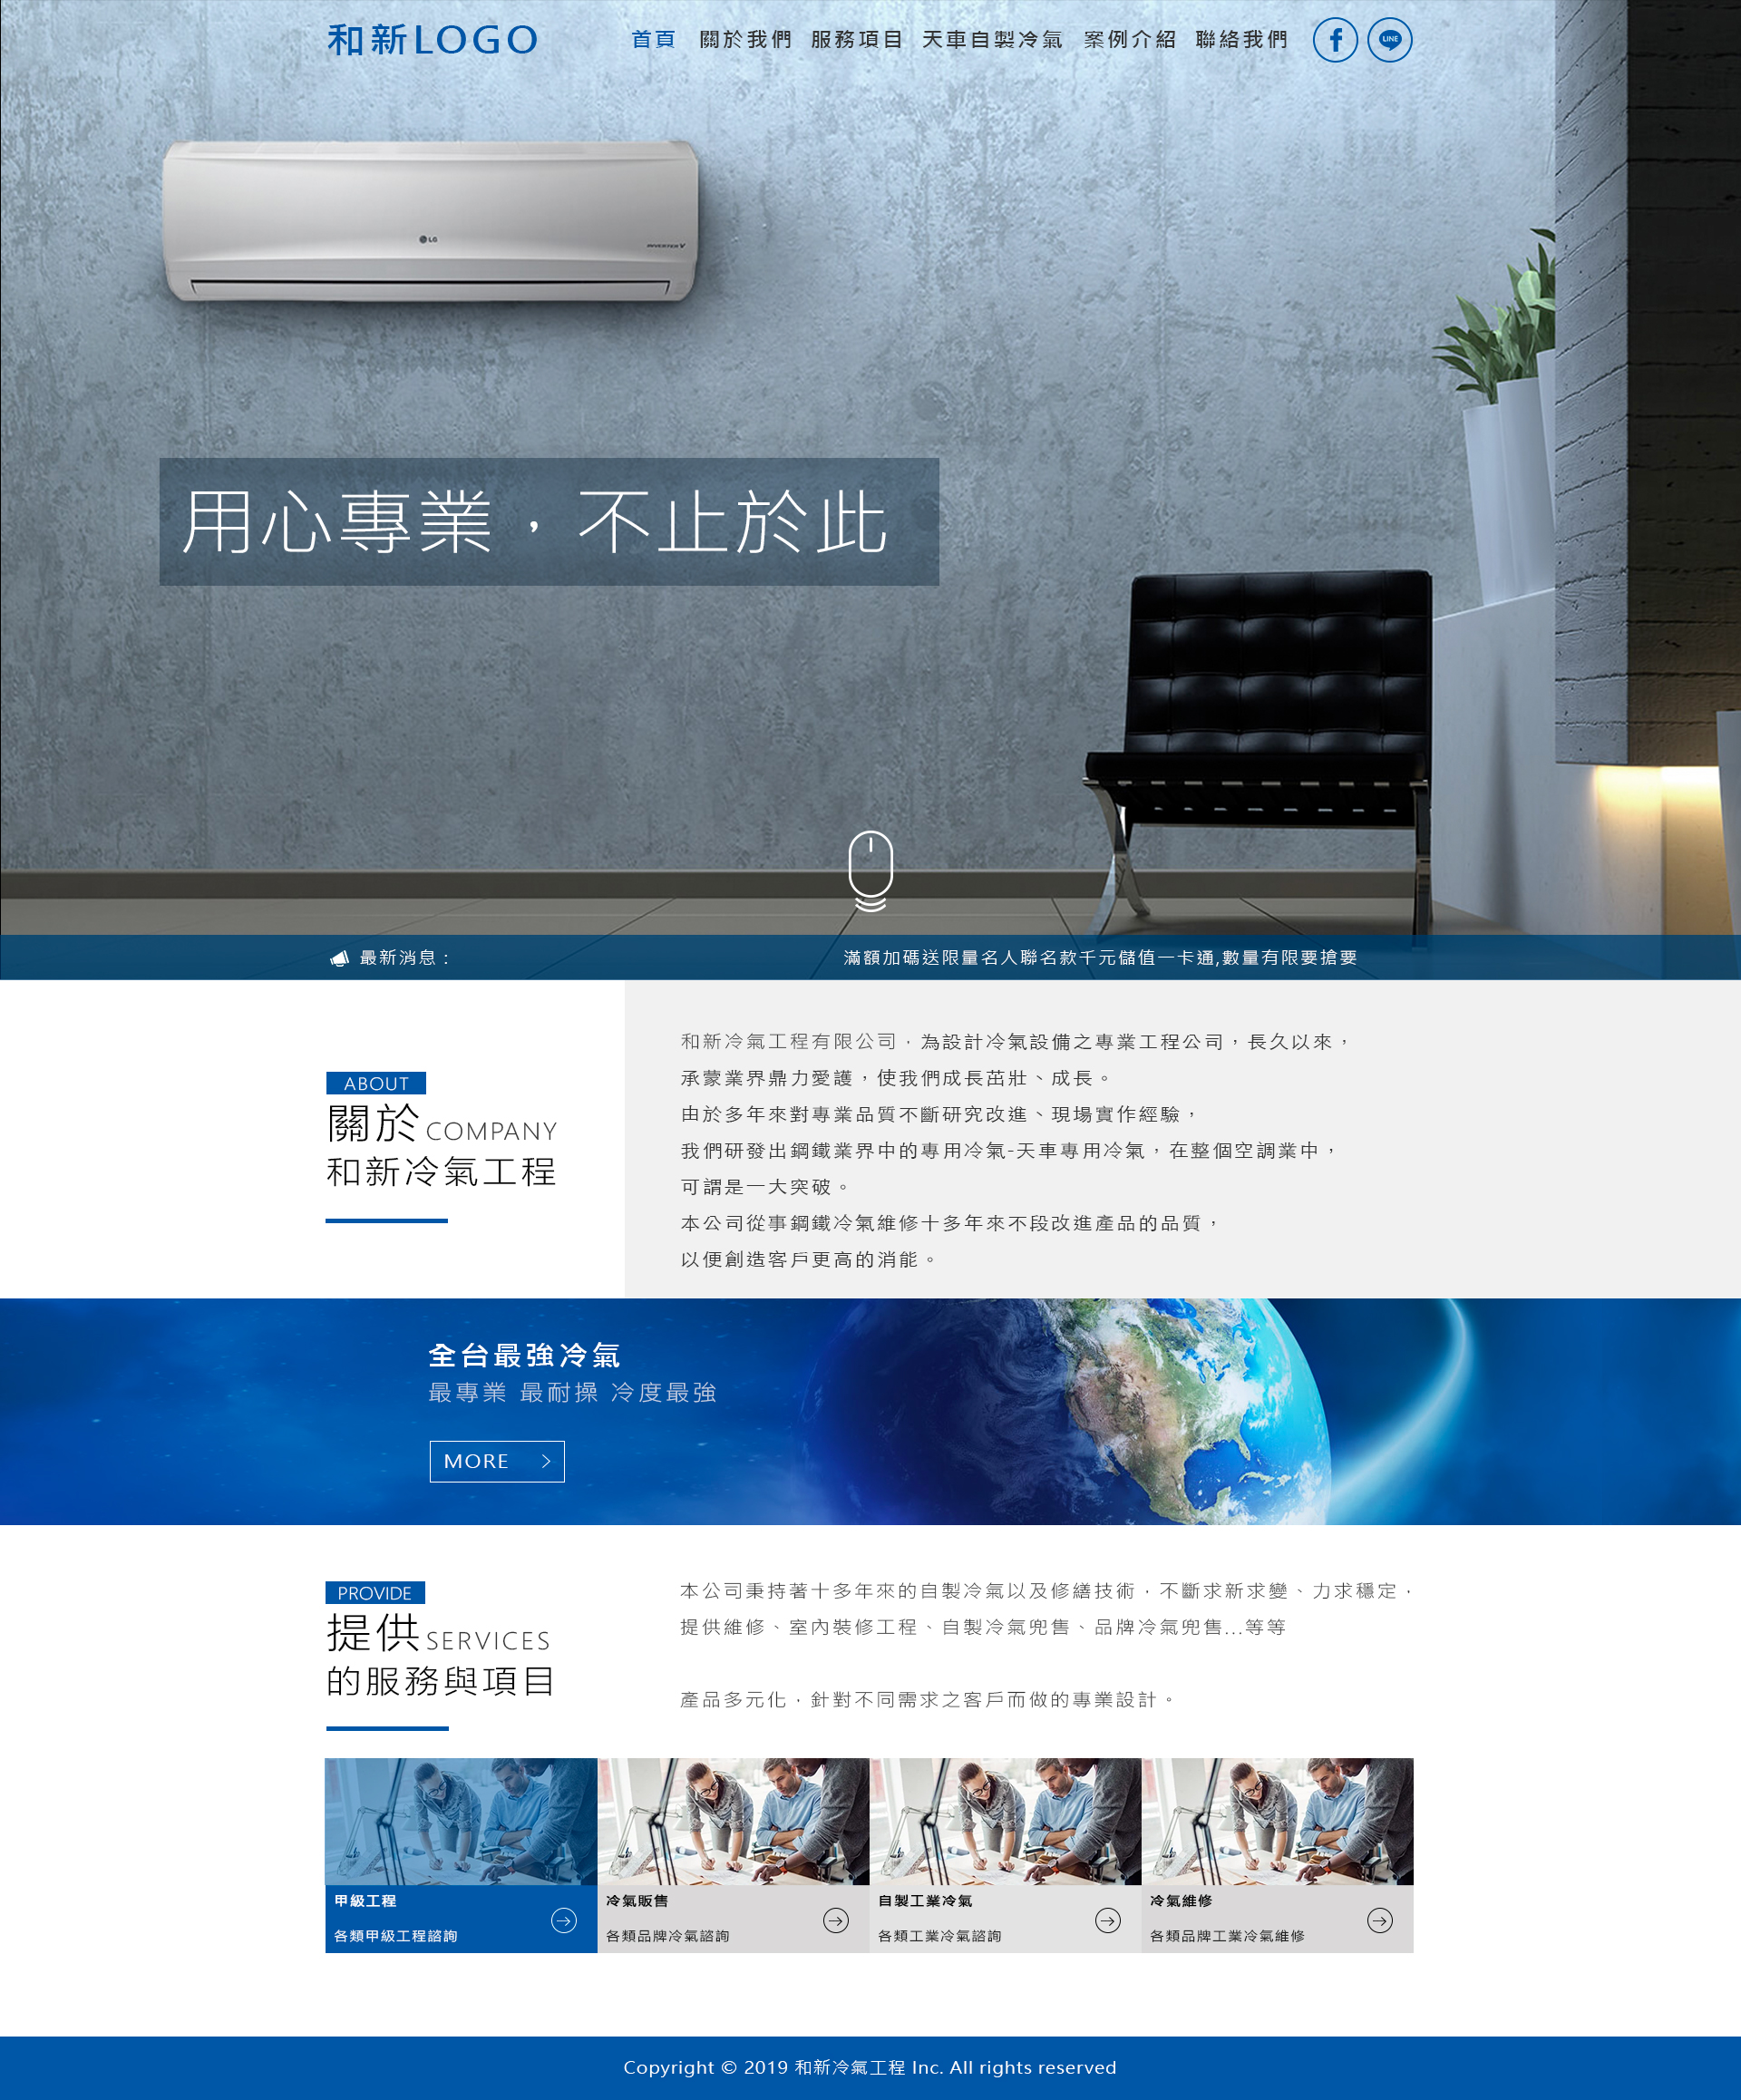 和新LOGO
首頁 關於我們 服務項目 天車自製冷氣 案例介紹 聯絡我們
LINE
LG
INVERTER V
用心專業，不止於此
最新消息：
滿額加碼送限量名人聯名款千元儲值一卡通,數量有限要搶要
ABOUT
關於COMPANY
和新冷氣工程
和新冷氣工程有限公司，為設計冷氣設備之專業工程公司，長久以來，
承蒙業界鼎力愛護，使我們成長茁壯、成長。
由於多年來對專業品質不斷研究改進、現場實作經驗，
我們研發出鋼鐵業界中的專用冷氣-天車專用冷氣，在整個空調業中，
可謂是一大突破。
本公司從事鋼鐵冷氣維修十多年來不段改進產品的品質，
以便創造客戶更高的消能。
全台最強冷氣
最專業 最耐操 冷度最強
MORE
PROVIDE
提供SERVICES
的服務與項目
本公司秉持著十多年來的自製冷氣以及修繕技術，不斷求新求變、力求穩定，
提供維修、室內裝修工程、自製冷氣兜售、品牌冷氣兜售...等等
產品多元化，針對不同需求之客戶而做的專業設計。
甲級工程
各類甲級工程諮詢
冷氣販售
各類品牌冷氣諮詢
自製工業冷氣
各類工業冷氣諮詢
冷氣維修
各類品牌工業冷氣維修
Copyright © 2019 和新冷氣工程 Inc. All rights reserved